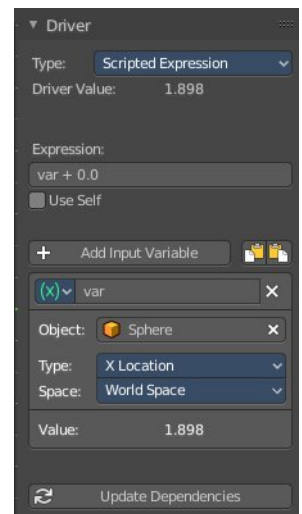 Driver
Type: Scripted Expression
Driver Value: 1.898
Expression:
var + 0.0
Use Self
Add Input Variable
(x) var
Object: Sphere
Type: X Location
Space: World Space
Value: 1.898
Update Dependencies